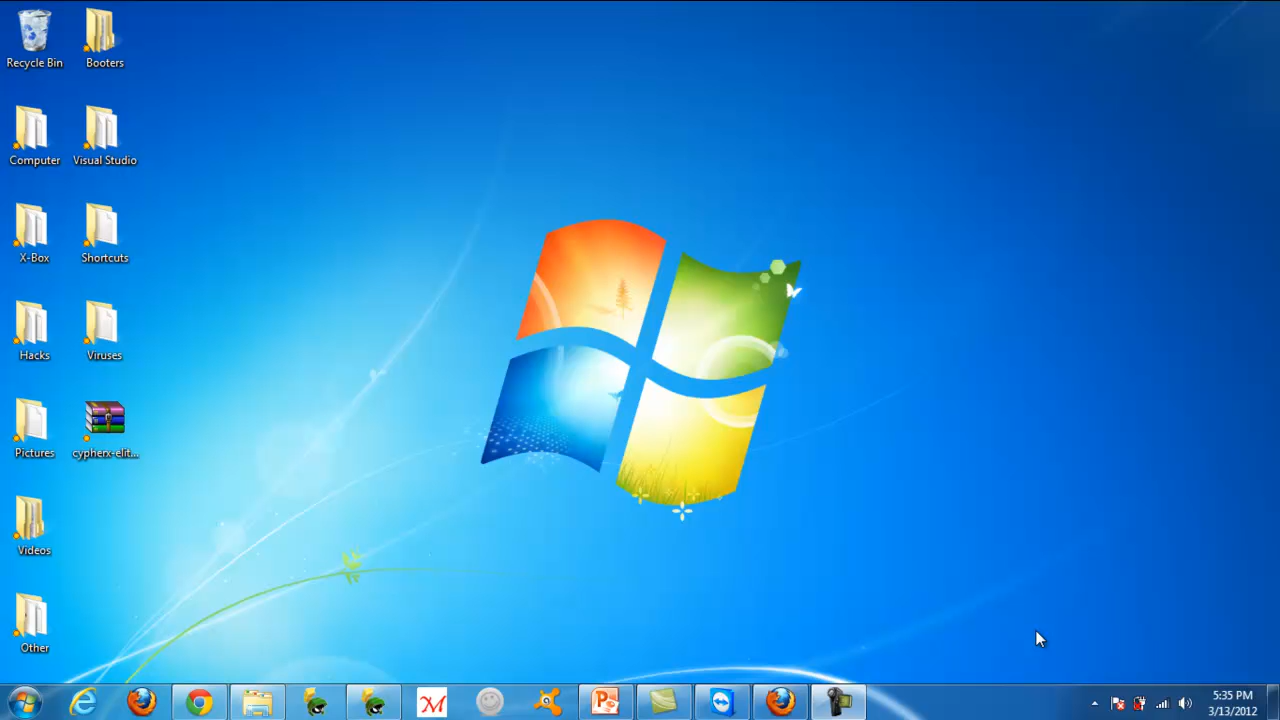 Recycle Bin
Booters
Computer
Visual Studio
X-Box
Shortcuts
Hacks
Viruses
Pictures
cypherx-elit...
Videos
Other
5:35 PM
3/13/2012